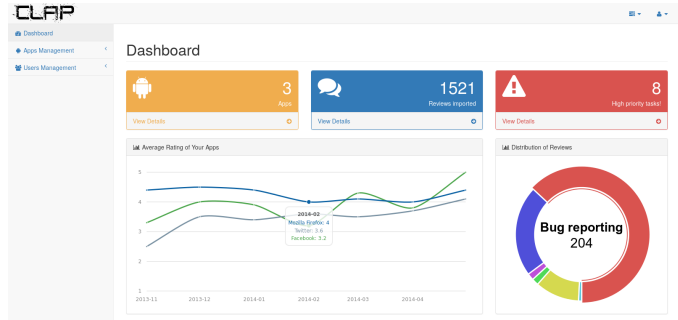 CLAP
Dashboard
Apps Management
Users Management
Dashboard
3
Apps
View Details
1521
Reviews imported
View Details
8
High priority tasks!
View Details
Average Rating of Your Apps
5
4
3
2
1
2014-02
Mozilla Firefox: 4
Twitter: 3.6
Facebook: 3.2
2013-11 2013-12 2014-01 2014-02 2014-03 2014-04
Distribution of Reviews
Bug reporting
204